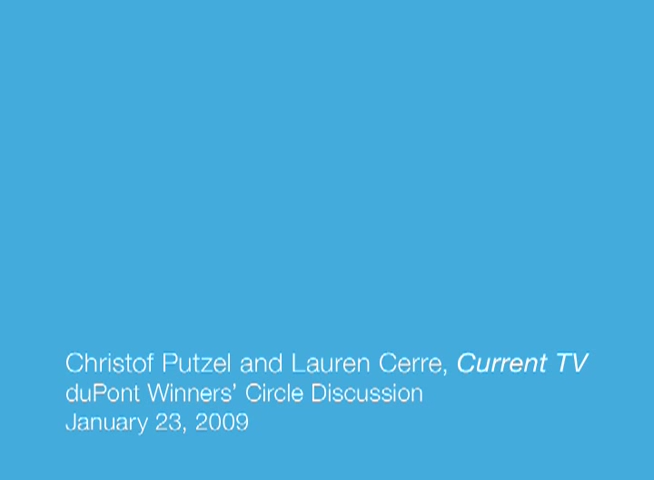 Christof Putzel and Lauren Cerre, Current TV
duPont Winners' Circle Discussion
January 23, 2009